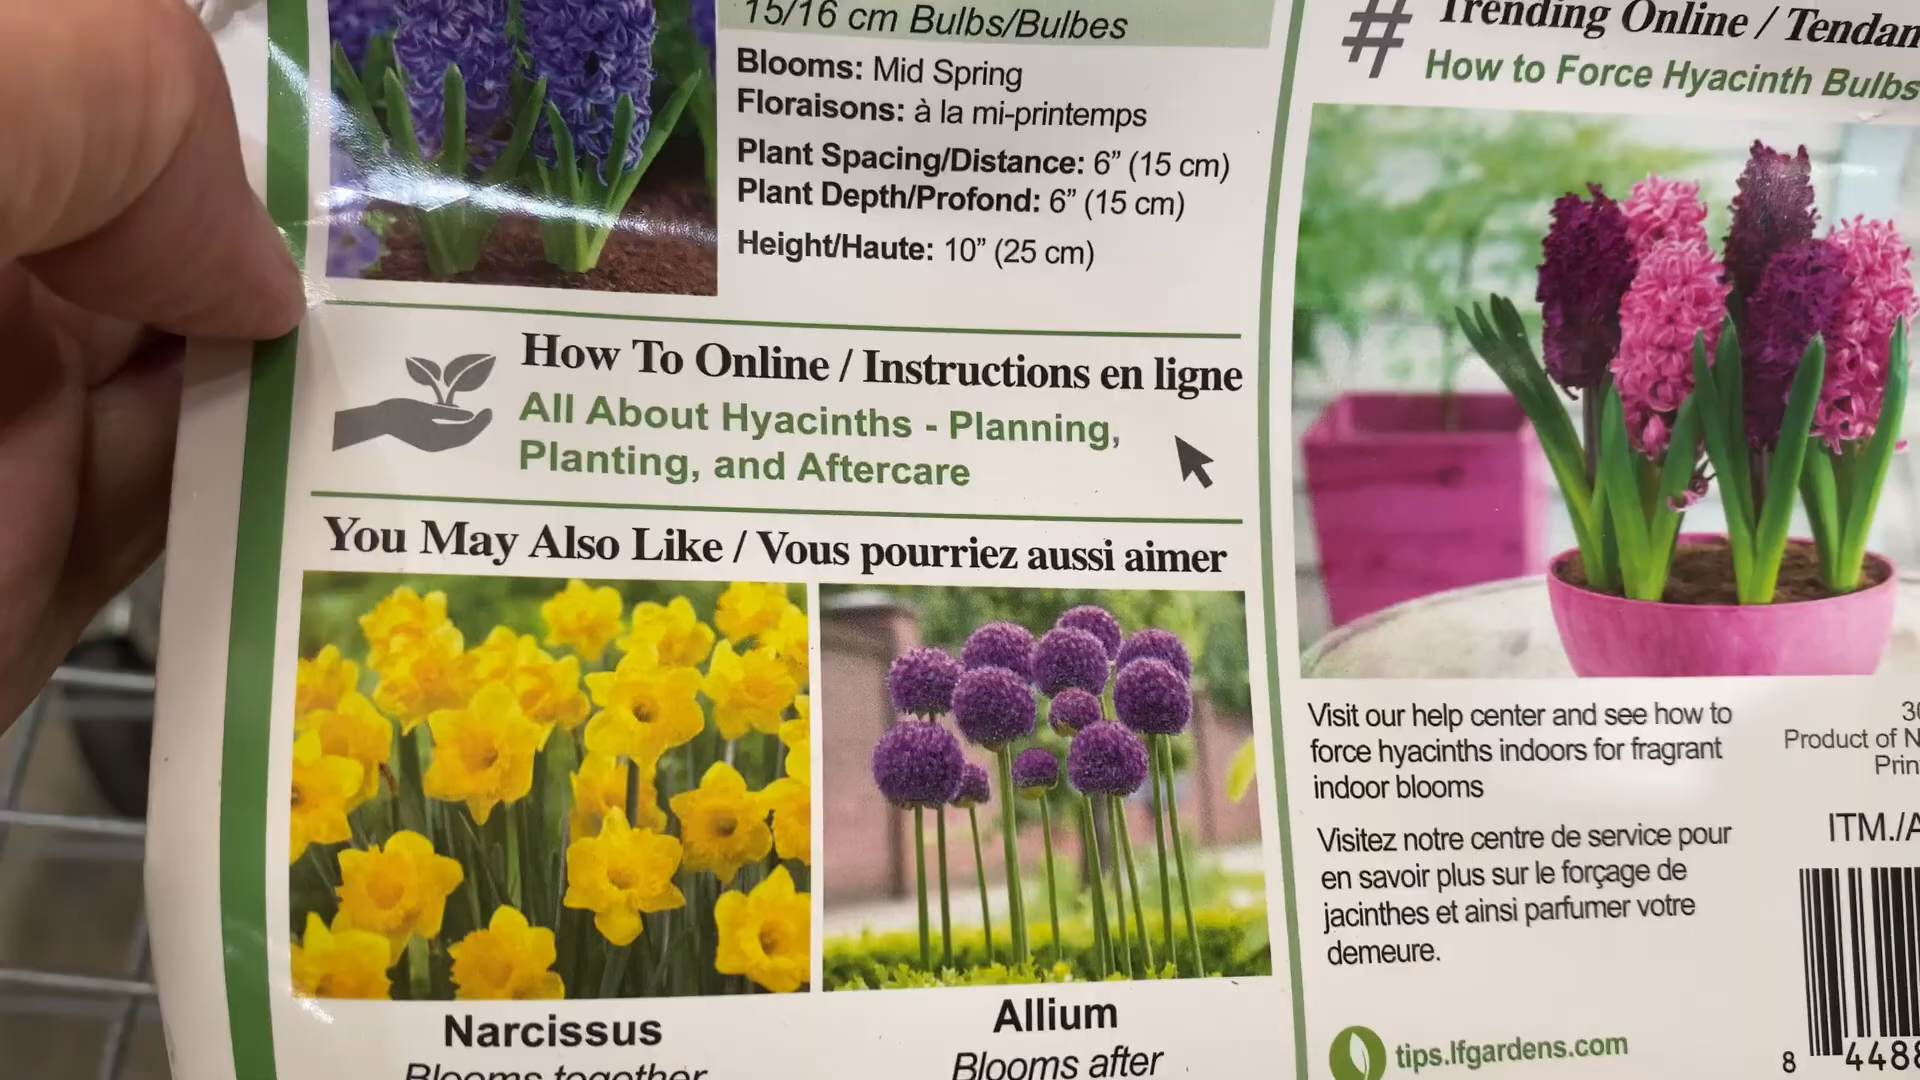 15/16 cm Bulbs/Bulbes
Blooms: Mid Spring
Floraisons: à la mi-printemps
Plant Spacing/Distance: 6” (15 cm)
Plant Depth/Profond: 6” (15 cm)
Height/Haute: 10” (25 cm)
How To Online / Instructions en ligne
All About Hyacinths - Planning,
Planting, and Aftercare
You May Also Like / Vous pourriez aussi aimer
Narcissus
Blooms together
Allium
Blooms after
# Trending Online / Tendan
How to Force Hyacinth Bulbs
Visit our help center and see how to
force hyacinths indoors for fragrant
indoor blooms
Visitez notre centre de service pour
en savoir plus sur le forçage de
jacinthes et ainsi parfumer votre
demeure.
tips.lfgardens.com
Product of N
Prin
ITM./A
8 448